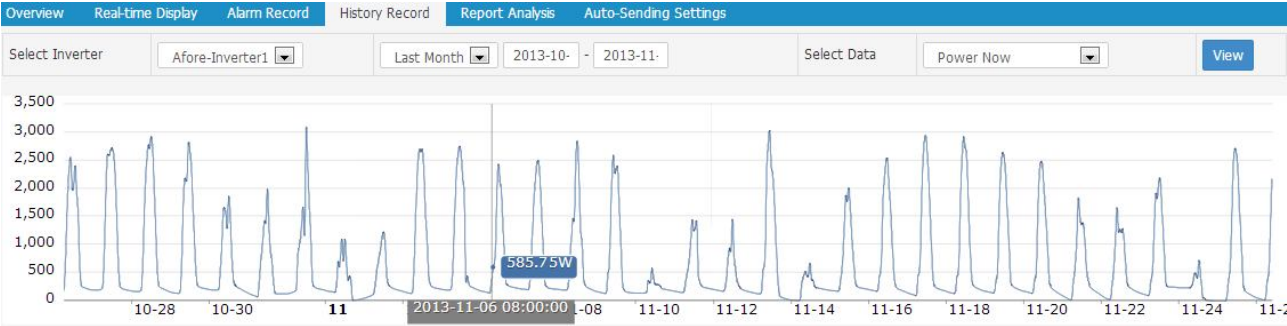 Overview Real-time Display Alarm Record History Record Report Analysis Auto-Sending Settings
Select Inverter Afore-Inverter1 Last Month 2013-10- - 2013-11- Select Data Power Now View
3,500
3,000
2,500
2,000
1,500
1,000
500
585.75W
0
10-28 10-30 11 2013-11-06 08:00:00 1-08 11-10 11-12 11-14 11-16 11-18 11-20 11-22 11-24 11-2